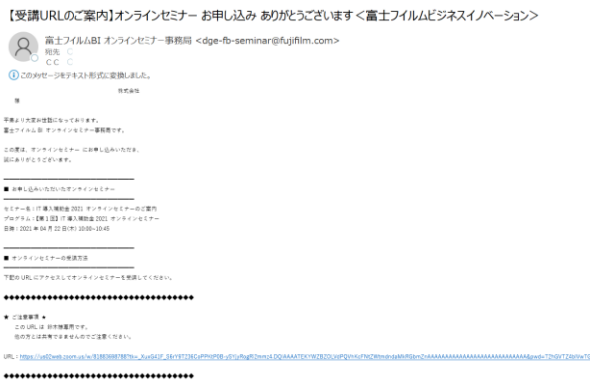 【受講URLのご案内】オンラインセミナー お申し込み ありがとうございます＜富士フイルムビジネスイノベーション＞
富士フイルムBI オンラインセミナー事務局 <dge-fb-seminar@fujifilm.com>
宛先
CC
このメッセージをテキスト形式に変換しました。
株式会社
様
平素より大変お世話になっております。
富士フイルム BI オンラインセミナー事務局です。
この度は、オンラインセミナー にお申し込みいただき、
誠にありがとうございます。
■ お申し込みいただいたオンラインセミナー
セミナー名：IT 導入補助金 2021 オンラインセミナーのご案内
プログラム：【第 1 回】IT 導入補助金 2021 オンラインセミナー
日時：2021 年 04 月 22 日(木) 10:00~10:45
■ オンラインセミナーの受講方法
下記の URL にアクセスしてオンラインセミナーを受講してください。
◆◆◆◆◆◆◆◆◆◆◆◆◆◆◆◆◆◆◆◆◆◆◆◆◆◆◆◆◆◆◆◆◆◆◆
★ ご注意事項 ★
この URL は 鈴木様専用です。
他の方とは共有できませんのでご注意ください。
URL：
◆◆◆◆◆◆◆◆◆◆◆◆◆◆◆◆◆◆◆◆◆◆◆◆◆◆◆◆◆◆◆◆◆◆◆